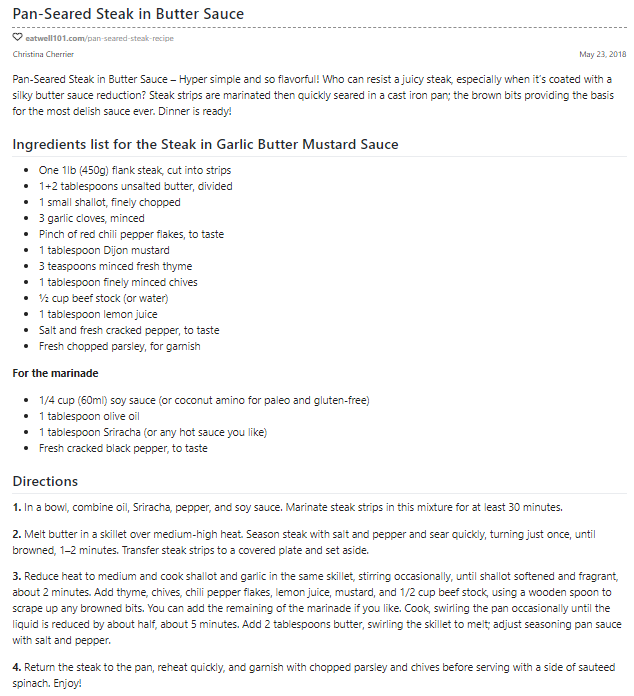 Pan-Seared Steak in Butter Sauce
eatwell101.com/pan-seared-steak-recipe
Christina Cherrier
May 23, 2018
Pan-Seared Steak in Butter Sauce – Hyper simple and so flavorful! Who can resist a juicy steak, especially when it's coated with a
silky butter sauce reduction? Steak strips are marinated then quickly seared in a cast iron pan; the brown bits providing the basis
for the most delish sauce ever. Dinner is ready!
Ingredients list for the Steak in Garlic Butter Mustard Sauce
• One 1lb (450g) flank steak, cut into strips
• 1+2 tablespoons unsalted butter, divided
• 1 small shallot, finely chopped
• 3 garlic cloves, minced
• Pinch of red chili pepper flakes, to taste
• 1 tablespoon Dijon mustard
• 3 teaspoons minced fresh thyme
• 1 tablespoon finely minced chives
• ½ cup beef stock (or water)
• 1 tablespoon lemon juice
• Salt and fresh cracked pepper, to taste
• Fresh chopped parsley, for garnish
For the marinade
• 1/4 cup (60ml) soy sauce (or coconut amino for paleo and gluten-free)
• 1 tablespoon olive oil
• 1 tablespoon Sriracha (or any hot sauce you like)
• Fresh cracked black pepper, to taste
Directions
1. In a bowl, combine oil, Sriracha, pepper, and soy sauce. Marinate steak strips in this mixture for at least 30 minutes.
2. Melt butter in a skillet over medium-high heat. Season steak with salt and pepper and sear quickly, turning just once, until
browned, 1–2 minutes. Transfer steak strips to a covered plate and set aside.
3. Reduce heat to medium and cook shallot and garlic in the same skillet, stirring occasionally, until shallot softened and fragrant,
about 2 minutes. Add thyme, chives, chili pepper flakes, lemon juice, mustard, and 1/2 cup beef stock, using a wooden spoon to
scrape up any browned bits. You can add the remaining of the marinade if you like. Cook, swirling the pan occasionally until the
liquid is reduced by about half, about 5 minutes. Add 2 tablespoons butter, swirling the skillet to melt; adjust seasoning pan sauce
with salt and pepper.
4. Return the steak to the pan, reheat quickly, and garnish with chopped parsley and chives before serving with a side of sauteed
spinach. Enjoy!